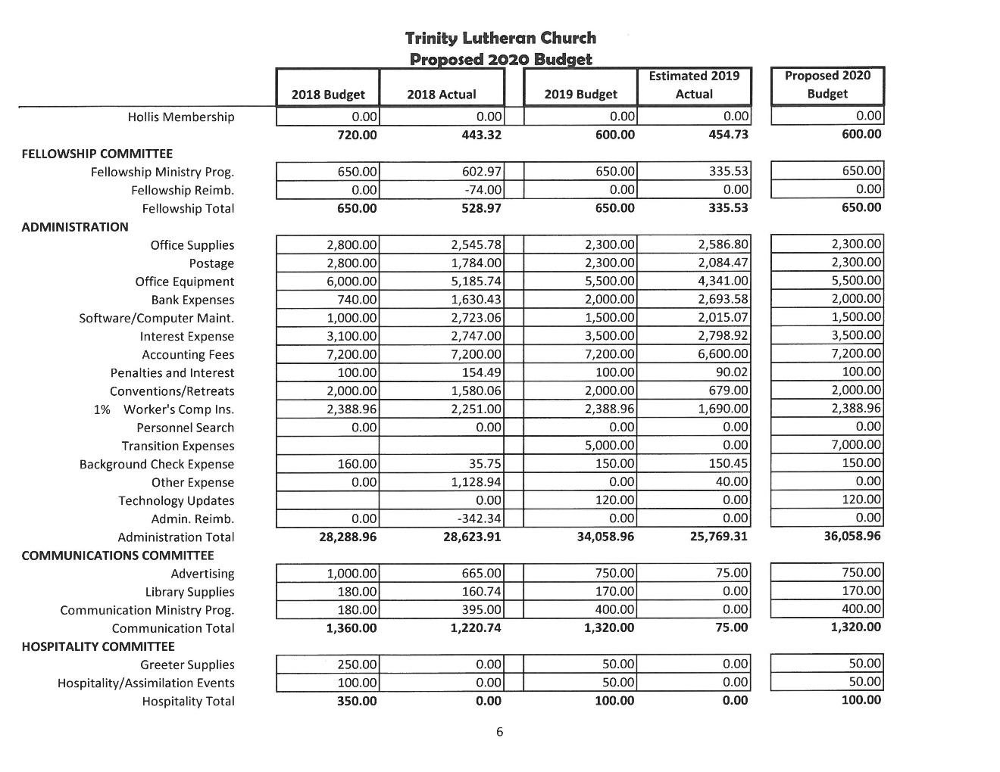 Trinity Lutheran Church
Proposed 2020 Budget
2018 Budget 2018 Actual 2019 Budget Estimated 2019 Actual Proposed 2020 Budget
Hollis Membership 0.00 0.00 0.00 0.00 0.00
720.00 443.32 600.00 454.73 600.00
FELLOWSHIP COMMITTEE
Fellowship Ministry Prog. 650.00 602.97 650.00 335.53 650.00
Fellowship Reimb. 0.00 -74.00 0.00 0.00 0.00
Fellowship Total 650.00 528.97 650.00 335.53 650.00
ADMINISTRATION
Office Supplies 2,800.00 2,545.78 2,300.00 2,586.80 2,300.00
Postage 2,800.00 1,784.00 2,300.00 2,084.47 2,300.00
Office Equipment 6,000.00 5,185.74 5,500.00 4,341.00 5,500.00
Bank Expenses 740.00 1,630.43 2,000.00 2,693.58 2,000.00
Software/Computer Maint. 1,000.00 2,723.06 1,500.00 2,015.07 1,500.00
Interest Expense 3,100.00 2,747.00 3,500.00 2,798.92 3,500.00
Accounting Fees 7,200.00 7,200.00 7,200.00 6,600.00 7,200.00
Penalties and Interest 100.00 154.49 100.00 90.02 100.00
Conventions/Retreats 2,000.00 1,580.06 2,000.00 679.00 2,000.00
1% Worker's Comp Ins. 2,388.96 2,251.00 2,388.96 1,690.00 2,388.96
Personnel Search 0.00 0.00 0.00 0.00 0.00
Transition Expenses 5,000.00 0.00 7,000.00
Background Check Expense 160.00 35.75 150.00 150.45 150.00
Other Expense 0.00 1,128.94 0.00 40.00 0.00
Technology Updates 0.00 120.00 0.00 120.00
Admin. Reimb. 0.00 -342.34 0.00 0.00 0.00
Administration Total 28,288.96 28,623.91 34,058.96 25,769.31 36,058.96
COMMUNICATIONS COMMITTEE
Advertising 1,000.00 665.00 750.00 75.00 750.00
Library Supplies 180.00 160.74 170.00 0.00 170.00
Communication Ministry Prog. 180.00 395.00 400.00 0.00 400.00
Communication Total 1,360.00 1,220.74 1,320.00 75.00 1,320.00
HOSPITALITY COMMITTEE
Greeter Supplies 250.00 0.00 50.00 0.00 50.00
Hospitality/Assimilation Events 100.00 0.00 50.00 0.00 50.00
Hospitality Total 350.00 0.00 100.00 0.00 100.00
6